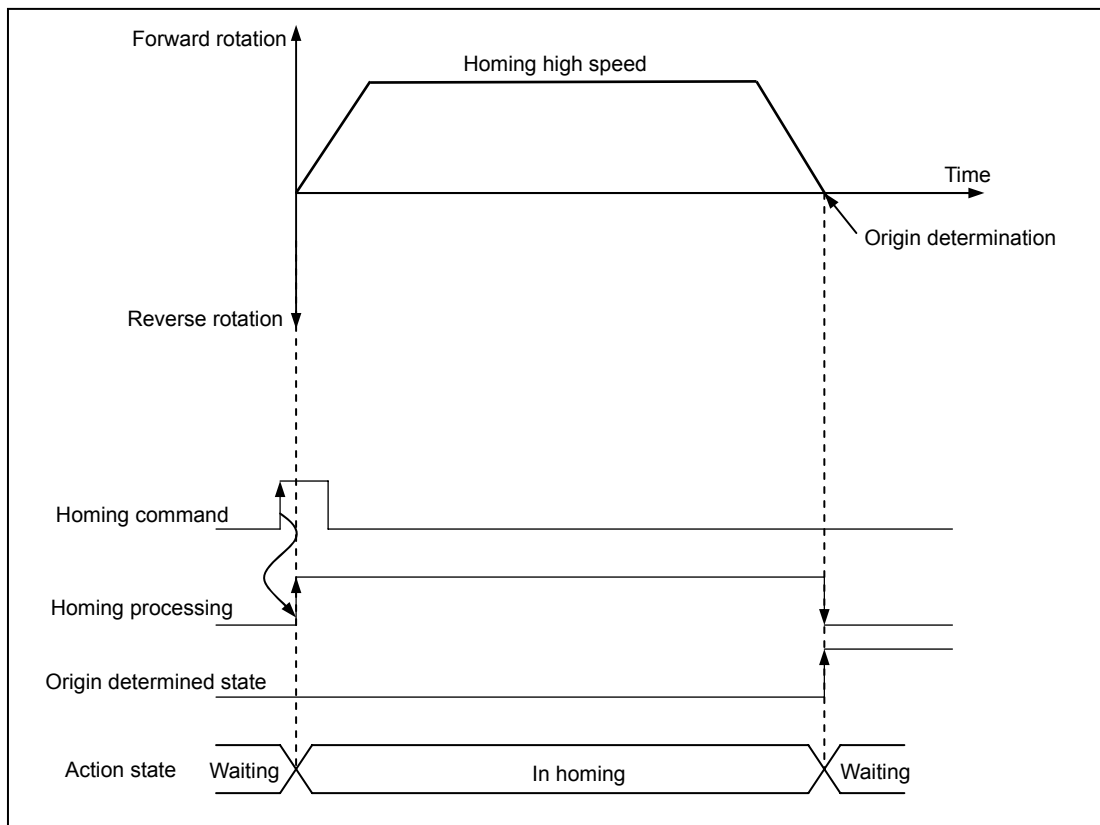 Forward rotation
Homing high speed
Time
Origin determination
Reverse rotation
Homing command
Homing processing
Origin determined state
Action state
Waiting
In homing
Waiting